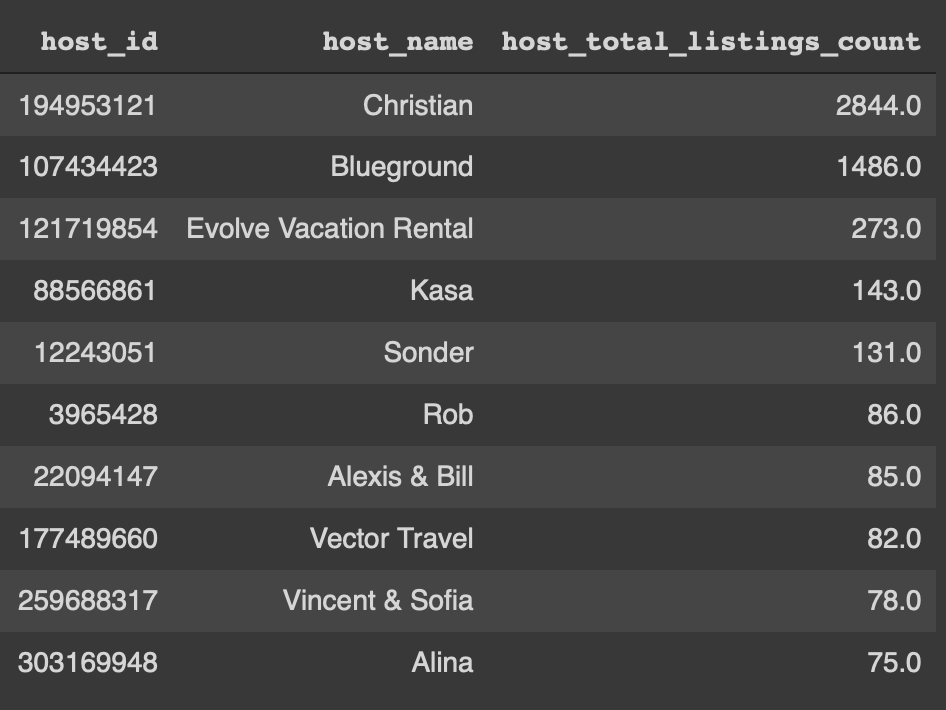 host_id host_name host_total_listings_count
194953121 Christian 2844.0
107434423 Blueground 1486.0
121719854 Evolve Vacation Rental 273.0
88566861 Kasa 143.0
12243051 Sonder 131.0
3965428 Rob 86.0
22094147 Alexis & Bill 85.0
177489660 Vector Travel 82.0
259688317 Vincent & Sofia 78.0
303169948 Alina 75.0